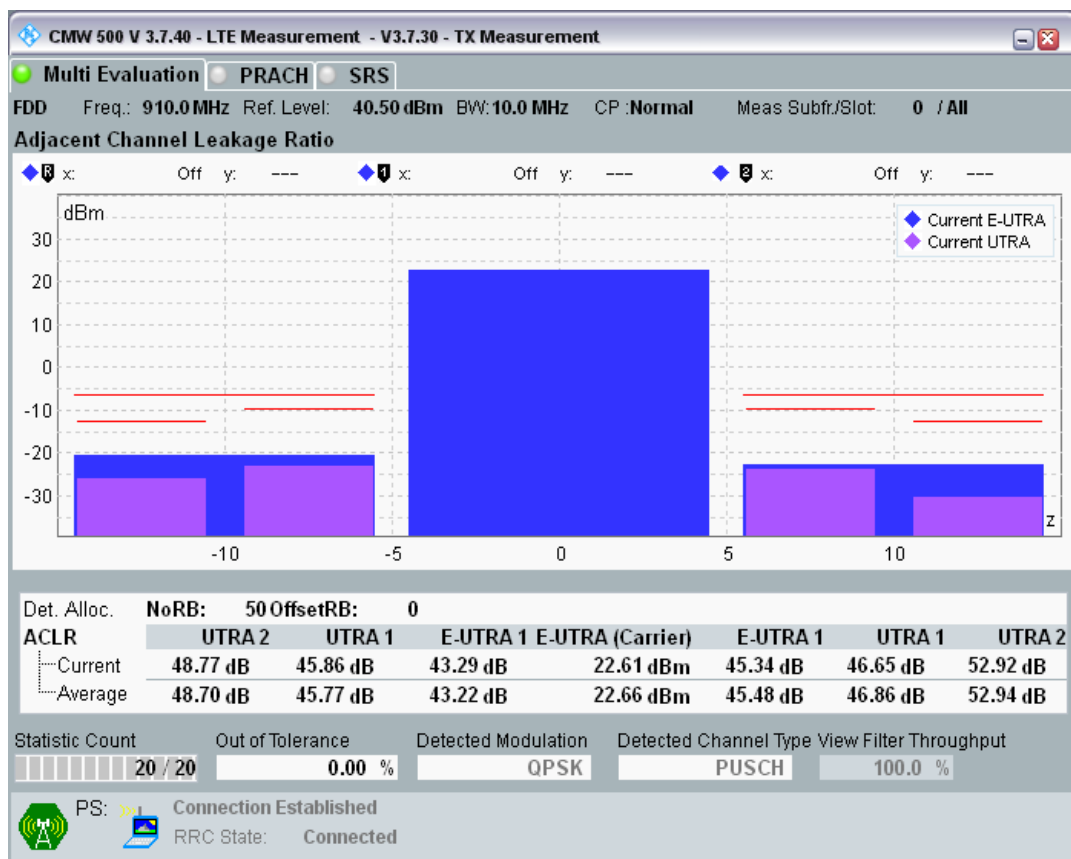 CMW 500 V 3.7.40 - LTE Measurement - V3.7.30 - TX Measurement
Multi Evaluation PRACH SRS
FDD Freq.: 910.0 MHz Ref. Level: 40.50 dBm BW: 10.0 MHz CP :Normal Meas Subfr./Slot: 0 / All
Adjacent Channel Leakage Ratio
R x: Off y: --- 1 x: Off y: --- 2 x: Off y: ---
dBm
Current E-UTRA
Current UTRA
30
20
10
0
-10
-20
-30
z
-10 -5 0 5 10
Det. Alloc. NoRB: 50 OffsetRB: 0
ACLR UTRA 2 UTRA 1 E-UTRA 1 E-UTRA (Carrier) E-UTRA 1 UTRA 1 UTRA 2
Current 48.77 dB 45.86 dB 43.29 dB 22.61 dBm 45.34 dB 46.65 dB 52.92 dB
Average 48.70 dB 45.77 dB 43.22 dB 22.66 dBm 45.48 dB 46.86 dB 52.94 dB
Statistic Count Out of Tolerance Detected Modulation Detected Channel Type View Filter Throughput
20 / 20 0.00 % QPSK PUSCH 100.0 %
PS: Connection Established
RRC State: Connected